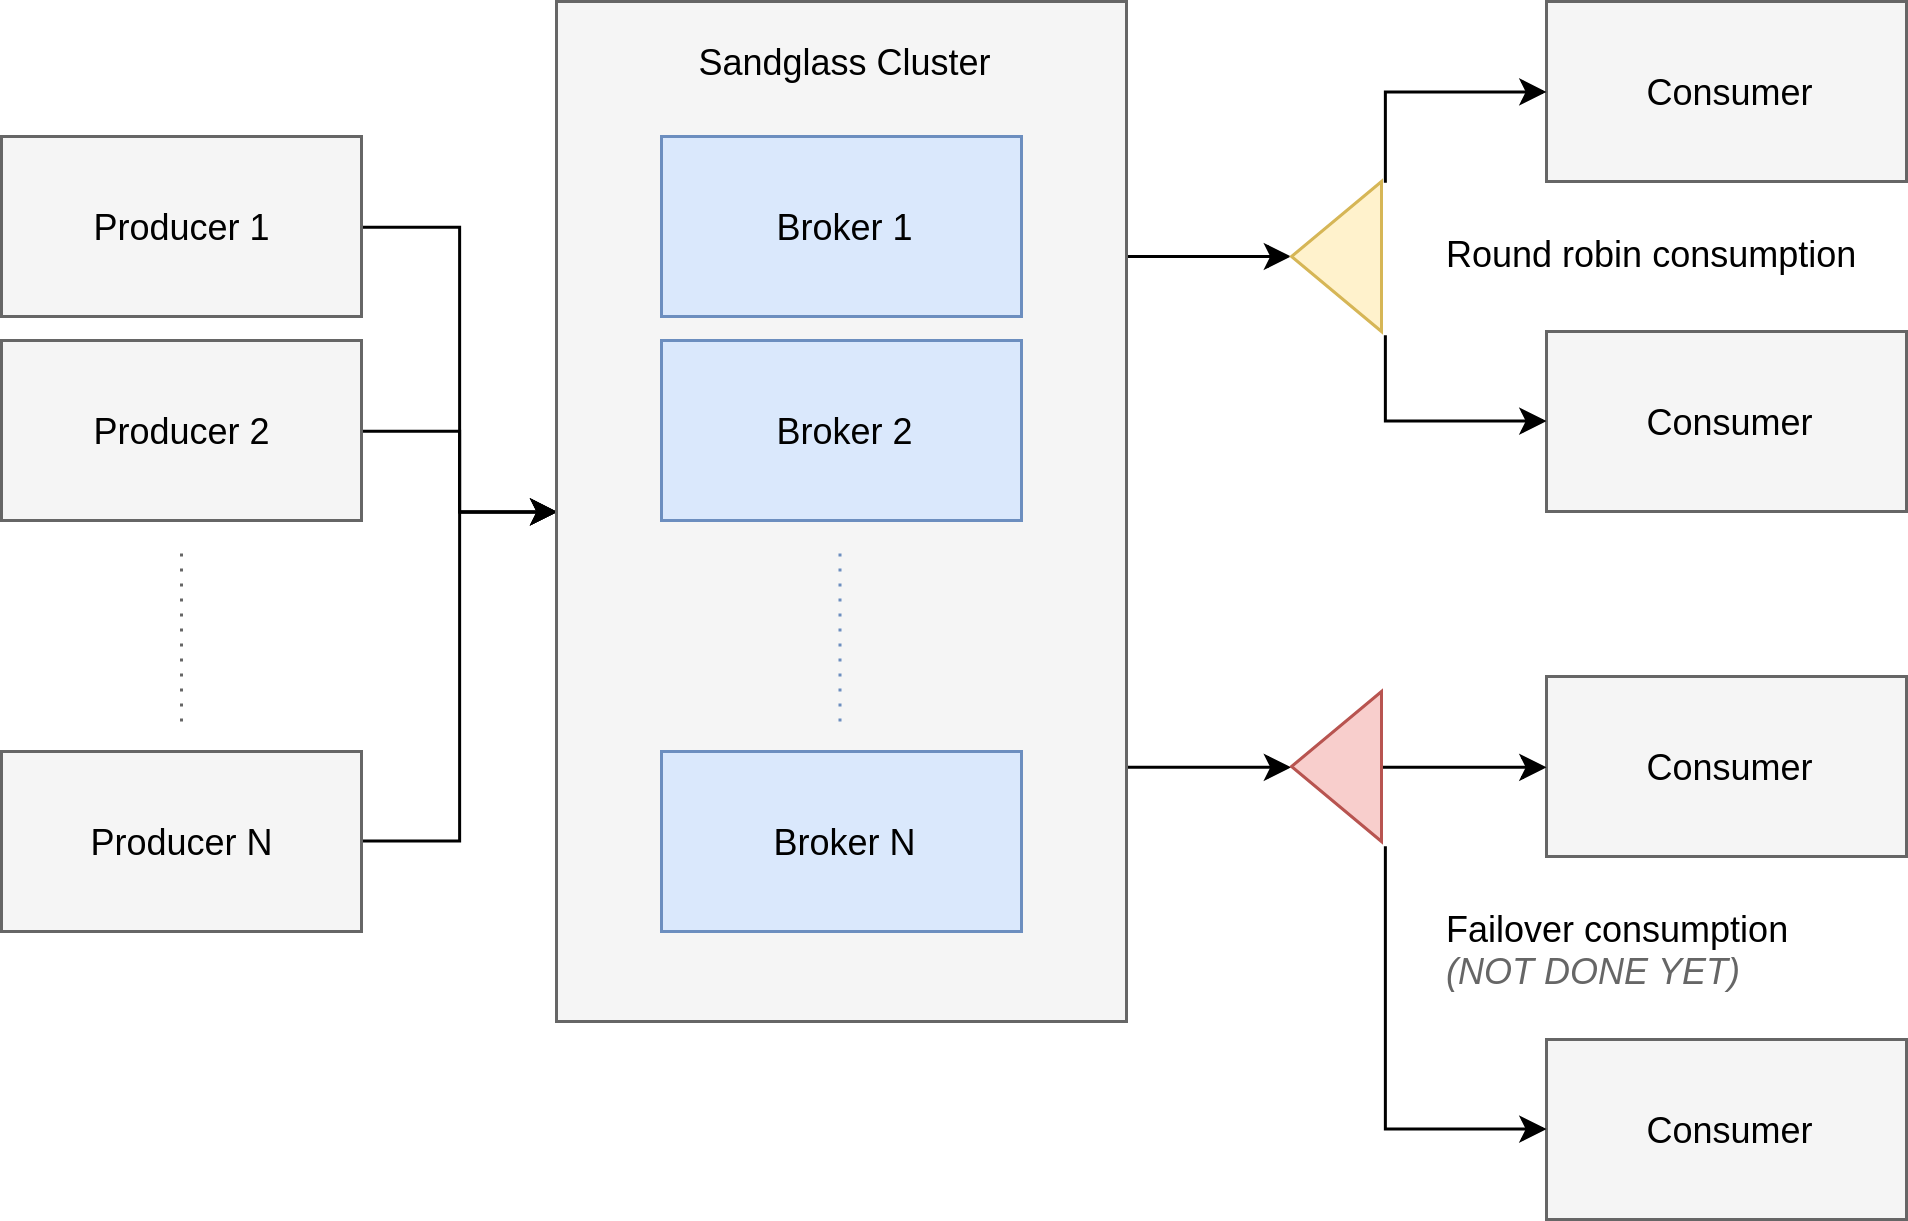 Sandglass Cluster
Producer 1
Producer 2
Producer N
Broker 1
Broker 2
Broker N
Consumer
Round robin consumption
Consumer
Consumer
Failover consumption
(NOT DONE YET)
Consumer